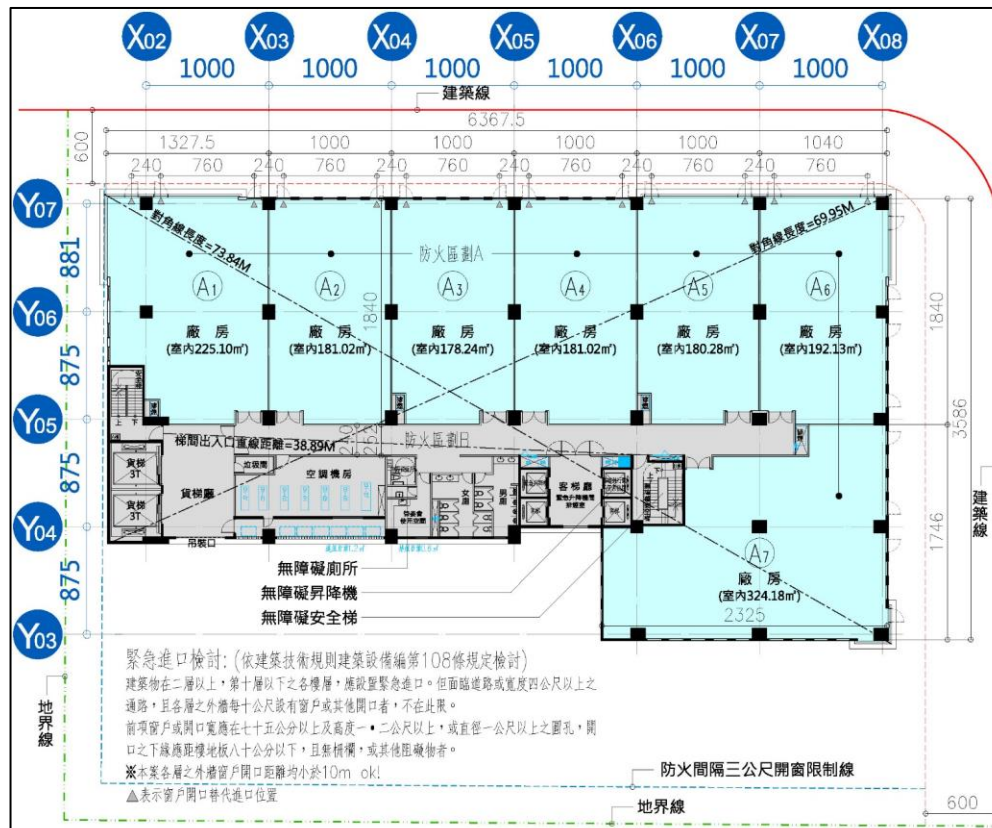 X02 X03 X04 X05 X06 X07 X08
1000 1000 1000 1000 1000 1000
建築線
6367.5
600
1327.5 1000 1000 1000 1000 1040
240 760 240 760 240 760 240 760 240 760 240 760
Y07
881
Y06
875
Y05
875
Y04
875
Y03
對角線長度=73.84M
對角線長度=69.95M
防火區劃A
A1 A2 A3 A4 A5 A6
1840
1840
廠房 廠房 廠房 廠房 廠房 廠房
(室內225.10㎡) (室內181.02㎡) (室內178.24㎡) (室內181.02㎡) (室內180.28㎡) (室內192.13㎡)
3586
上 下
梯間出入口直線距離=38.89M
防火區劃B
貨梯
3T
貨梯
3T
貨梯廳
垃圾間
空調機房
女廁
男廁
客梯廳
吊裝口
1746
建築線
A7
廠房
(室內324.18㎡)
2325
無障礙廁所
無障礙昇降機
無障礙安全梯
緊急進口檢討: (依建築技術規則建築設備編第108條規定檢討)
建築物在二層以上，第十層以下之各樓層，應設置緊急進口。但面臨道路或寬度四公尺以上之
通路，且各層之外牆每十公尺設有窗戶或其他開口者，不在此限。
前項窗戶或開口寬應在七十五公分以上及高度一•二公尺以上，或直徑一公尺以上之圓孔，開
口之下緣應距樓地板八十公分以下，且無柵欄，或其他阻礙物者。
※本案各層之外牆窗戶開口距離均小於10m ok!
△表示窗戶開口替代進口位置
地界線
防火間隔三公尺開窗限制線
地界線
600